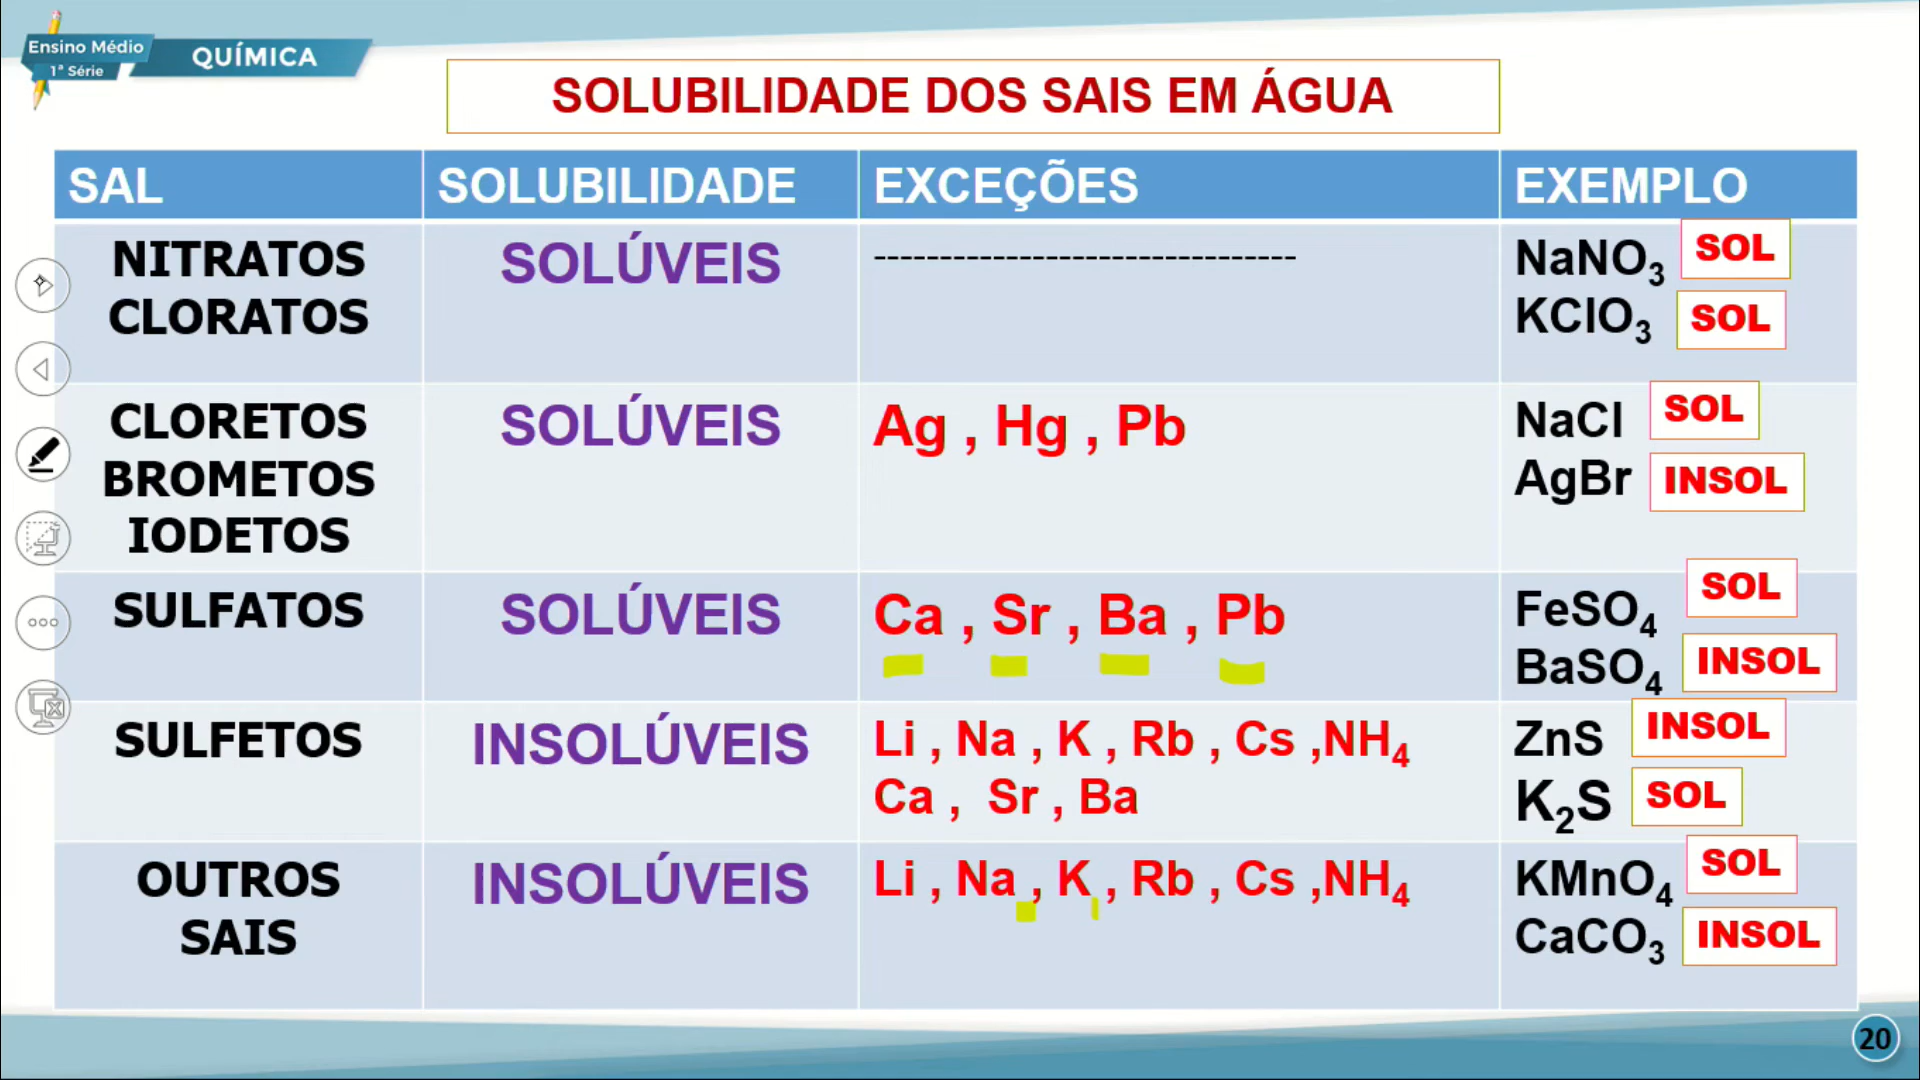 Ensino Médio
1ª Série
QUÍMICA
SOLUBILIDADE DOS SAIS EM ÁGUA
SAL SOLUBILIDADE EXCEÇÕES EXEMPLO
NITRATOS SOLÚVEIS -------------------------------- NaNO3 SOL
CLORATOS KClO3 SOL
CLORETOS SOLÚVEIS Ag , Hg , Pb NaCl SOL
BROMETOS AgBr INSOL
IODETOS
SULFATOS SOLÚVEIS Ca , Sr , Ba , Pb FeSO4 SOL
BaSO4 INSOL
SULFETOS INSOLÚVEIS Li , Na , K , Rb , Cs ,NH4 ZnS INSOL
Ca , Sr , Ba K2S SOL
OUTROS INSOLÚVEIS Li , Na , K , Rb , Cs ,NH4 KMnO4 SOL
SAIS CaCO3 INSOL
20